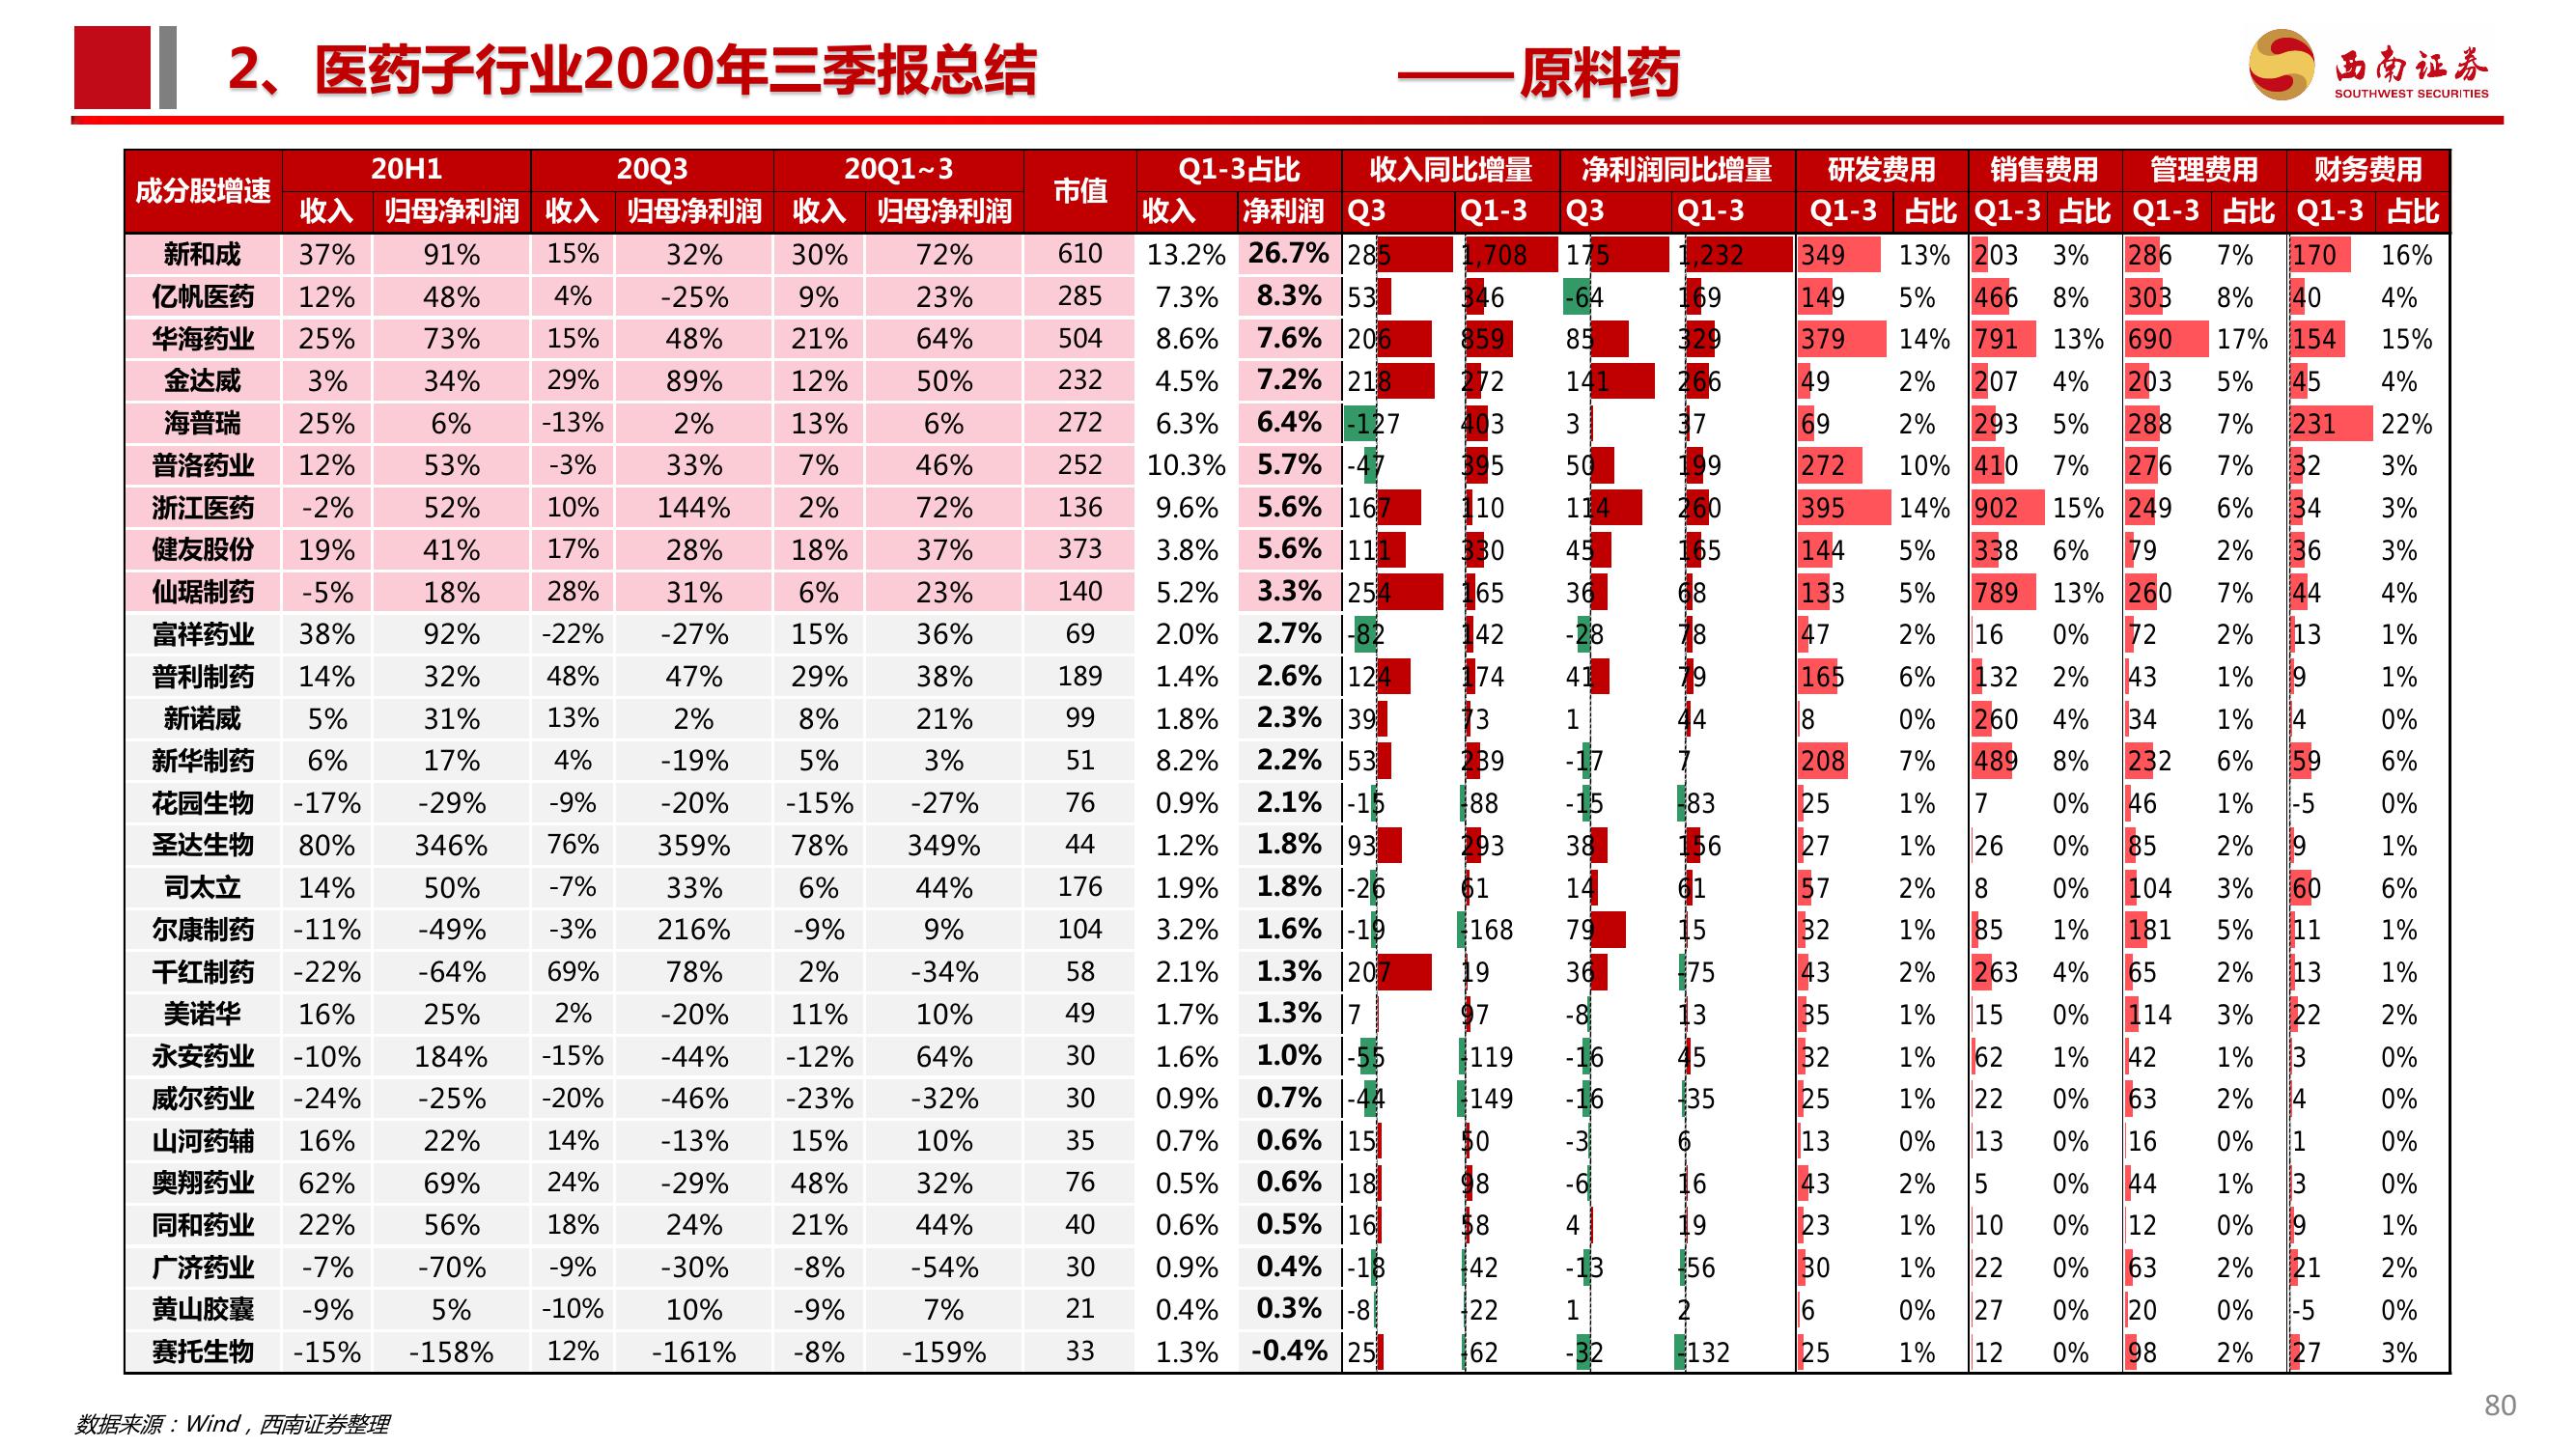 2、医药子行业2020年三季报总结 ——原料药
西南证券
SOUTHWEST SECURITIES
成分股增速 20H1 20Q3 20Q1~3 市值 Q1-3占比 收入同比增量 净利润同比增量 研发费用 销售费用 管理费用 财务费用
收入 归母净利润 收入 归母净利润 收入 归母净利润 收入 净利润 Q3 Q1-3 Q3 Q1-3 Q1-3 占比 Q1-3 占比 Q1-3 占比 Q1-3 占比
新和成 37% 91% 15% 32% 30% 72% 610 13.2% 26.7% 285 1,708 175 1,232 349 13% 203 3% 286 7% 170 16%
亿帆医药 12% 48% 4% -25% 9% 23% 285 7.3% 8.3% 53 346 -64 169 149 5% 466 8% 303 8% 40 4%
华海药业 25% 73% 15% 48% 21% 64% 504 8.6% 7.6% 206 859 85 329 379 14% 791 13% 690 17% 154 15%
金达威 3% 34% 29% 89% 12% 50% 232 4.5% 7.2% 218 272 141 266 49 2% 207 4% 203 5% 45 4%
海普瑞 25% 6% -13% 2% 13% 6% 272 6.3% 6.4% -127 403 3 37 69 2% 293 5% 288 7% 231 22%
普洛药业 12% 53% -3% 33% 7% 46% 252 10.3% 5.7% -47 395 50 199 272 10% 410 7% 276 7% 32 3%
浙江医药 -2% 52% 10% 144% 2% 72% 136 9.6% 5.6% 167 110 114 260 395 14% 902 15% 249 6% 34 3%
健友股份 19% 41% 17% 28% 18% 37% 373 3.8% 5.6% 111 330 45 165 144 5% 338 6% 79 2% 36 3%
仙琚制药 -5% 18% 28% 31% 6% 23% 140 5.2% 3.3% 254 165 36 68 133 5% 789 13% 260 7% 44 4%
富祥药业 38% 92% -22% -27% 15% 36% 69 2.0% 2.7% -82 142 -28 78 47 2% 16 0% 72 2% 13 1%
普利制药 14% 32% 48% 47% 29% 38% 189 1.4% 2.6% 124 174 41 79 165 6% 132 2% 43 1% 9 1%
新诺威 5% 31% 13% 2% 8% 21% 99 1.8% 2.3% 39 73 1 44 8 0% 260 4% 34 1% 4 0%
新华制药 6% 17% 4% -19% 5% 3% 51 8.2% 2.2% 53 239 -17 7 208 7% 489 8% 232 6% 59 6%
花园生物 -17% -29% -9% -20% -15% -27% 76 0.9% 2.1% -15 -88 -15 -83 25 1% 7 0% 46 1% -5 0%
圣达生物 80% 346% 76% 359% 78% 349% 44 1.2% 1.8% 93 293 38 156 27 1% 26 0% 85 2% 9 1%
司太立 14% 50% -7% 33% 6% 44% 176 1.9% 1.8% -26 61 14 61 57 2% 8 0% 104 3% 60 6%
尔康制药 -11% -49% -3% 216% -9% 9% 104 3.2% 1.6% -19 -168 79 15 32 1% 85 1% 181 5% 11 1%
千红制药 -22% -64% 69% 78% 2% -34% 58 2.1% 1.3% 207 19 36 -75 43 2% 263 4% 65 2% 13 1%
美诺华 16% 25% 2% -20% 11% 10% 49 1.7% 1.3% 7 97 -8 13 35 1% 15 0% 114 3% 22 2%
永安药业 -10% 184% -15% -44% -12% 64% 30 1.6% 1.0% -55 -119 -16 45 32 1% 62 1% 42 1% 3 0%
威尔药业 -24% -25% -20% -46% -23% -32% 30 0.9% 0.7% -44 -149 -16 -35 25 1% 22 0% 63 2% 4 0%
山河药辅 16% 22% 14% -13% 15% 10% 35 0.7% 0.6% 15 50 -3 6 13 0% 13 0% 16 0% 1 0%
奥翔药业 62% 69% 24% -29% 48% 32% 76 0.5% 0.6% 18 98 -6 16 43 2% 5 0% 44 1% 3 0%
同和药业 22% 56% 18% 24% 21% 44% 40 0.6% 0.5% 16 58 4 19 23 1% 10 0% 12 0% 9 1%
广济药业 -7% -70% -9% -30% -8% -54% 30 0.9% 0.4% -18 -42 -13 -56 30 1% 22 0% 63 2% 21 2%
黄山胶囊 -9% 5% -10% 10% -9% 7% 21 0.4% 0.3% -8 -22 1 2 6 0% 27 0% 20 0% -5 0%
赛托生物 -15% -158% 12% -161% -8% -159% 33 1.3% -0.4% 25 -62 -32 -132 25 1% 12 0% 98 2% 27 3%
数据来源：Wind，西南证券整理
80